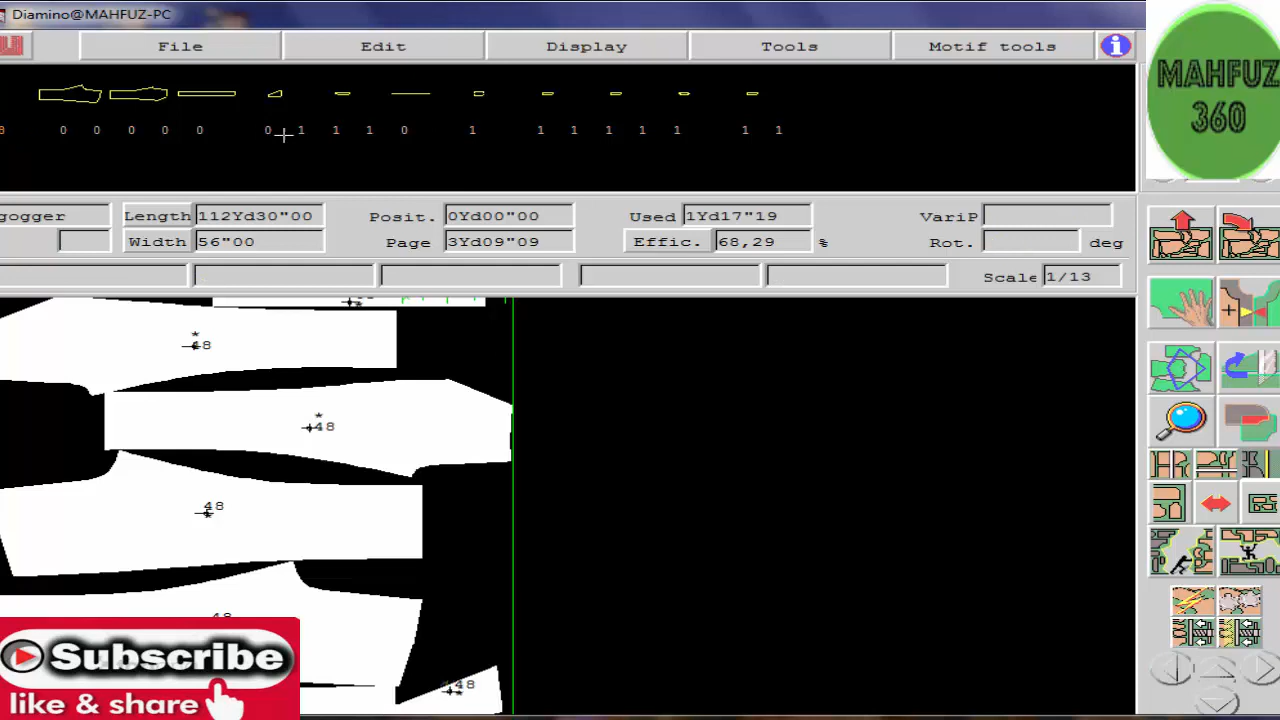 Diamino@MAHFUZ-PC
File Edit Display Tools Motif tools i
MAHFUZ
360
0 0 0 0 0 0 1 1 1 0 1 1 1 1 1 1 1 1
gogger Length 112Yd30"00 Posit. 0Yd00"00 Used 1Yd17"19 VariP
Width 56"00 Page 3Yd09"09 Effic. 68,29 % Rot. deg
Scale 1/13
48
48
48
48
48
Subscribe
like & share